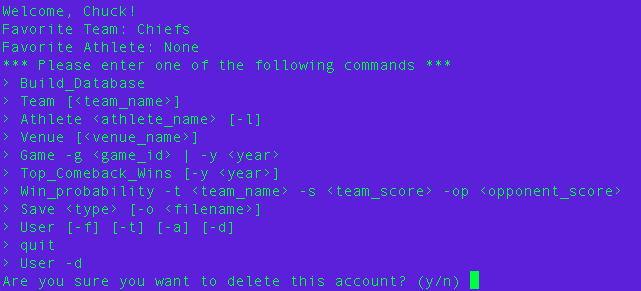 Welcome, Chuck!
Favorite Team: Chiefs
Favorite Athlete: None
*** Please enter one of the following commands ***
> Build_Database
> Team [<team_name>]
> Athlete <athlete_name> [-l]
> Venue [<venue_name>]
> Game -g <game_id> | -y <year>
> Top_Comeback_Wins [-y <year>]
> Win_probability -t <team_name> -s <team_score> -op <opponent_score>
> Save <type> [-o <filename>]
> User [-f] [-t] [-a] [-d]
> quit
> User -d
Are you sure you want to delete this account? (y/n)